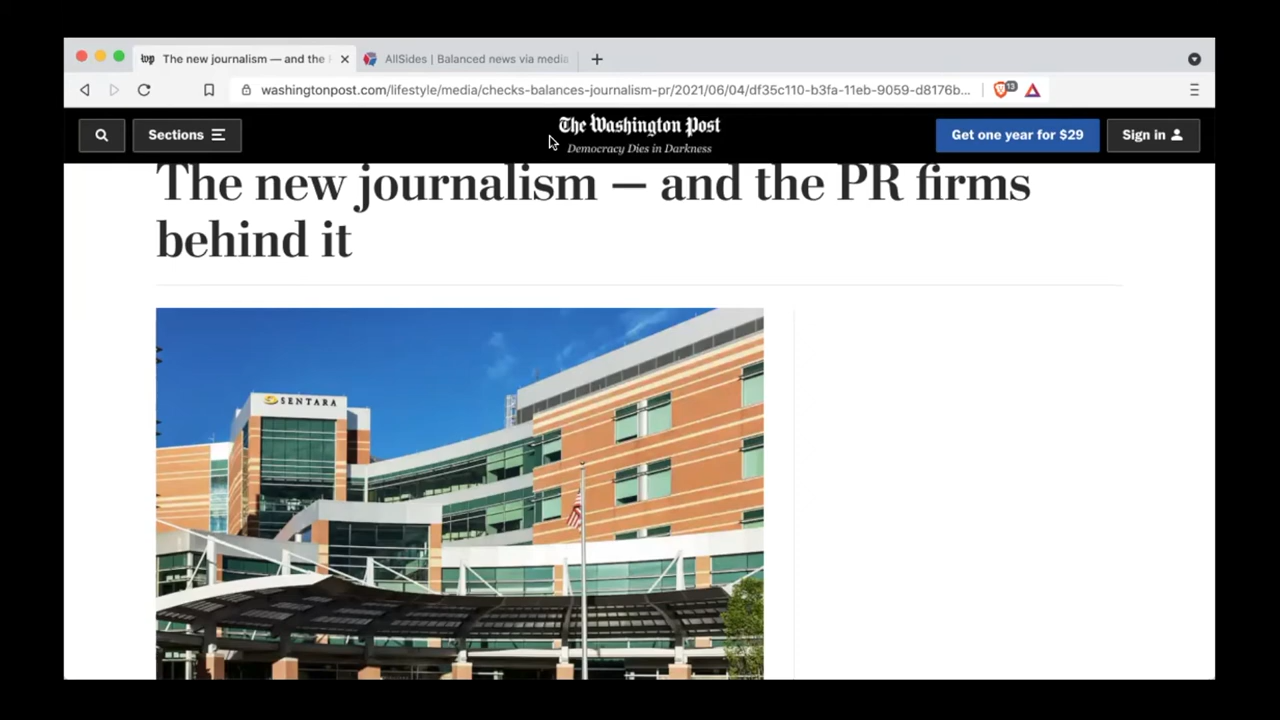 The new journalism — and the
AllSides | Balanced news via media
washingtonpost.com/lifestyle/media/checks-balances-journalism-pr/2021/06/04/df35c110-b3fa-11eb-9059-d8176b...
13
Sections
The Washington Post
Democracy Dies in Darkness
Get one year for $29
Sign in
The new journalism — and the PR firms
behind it
SENTARA